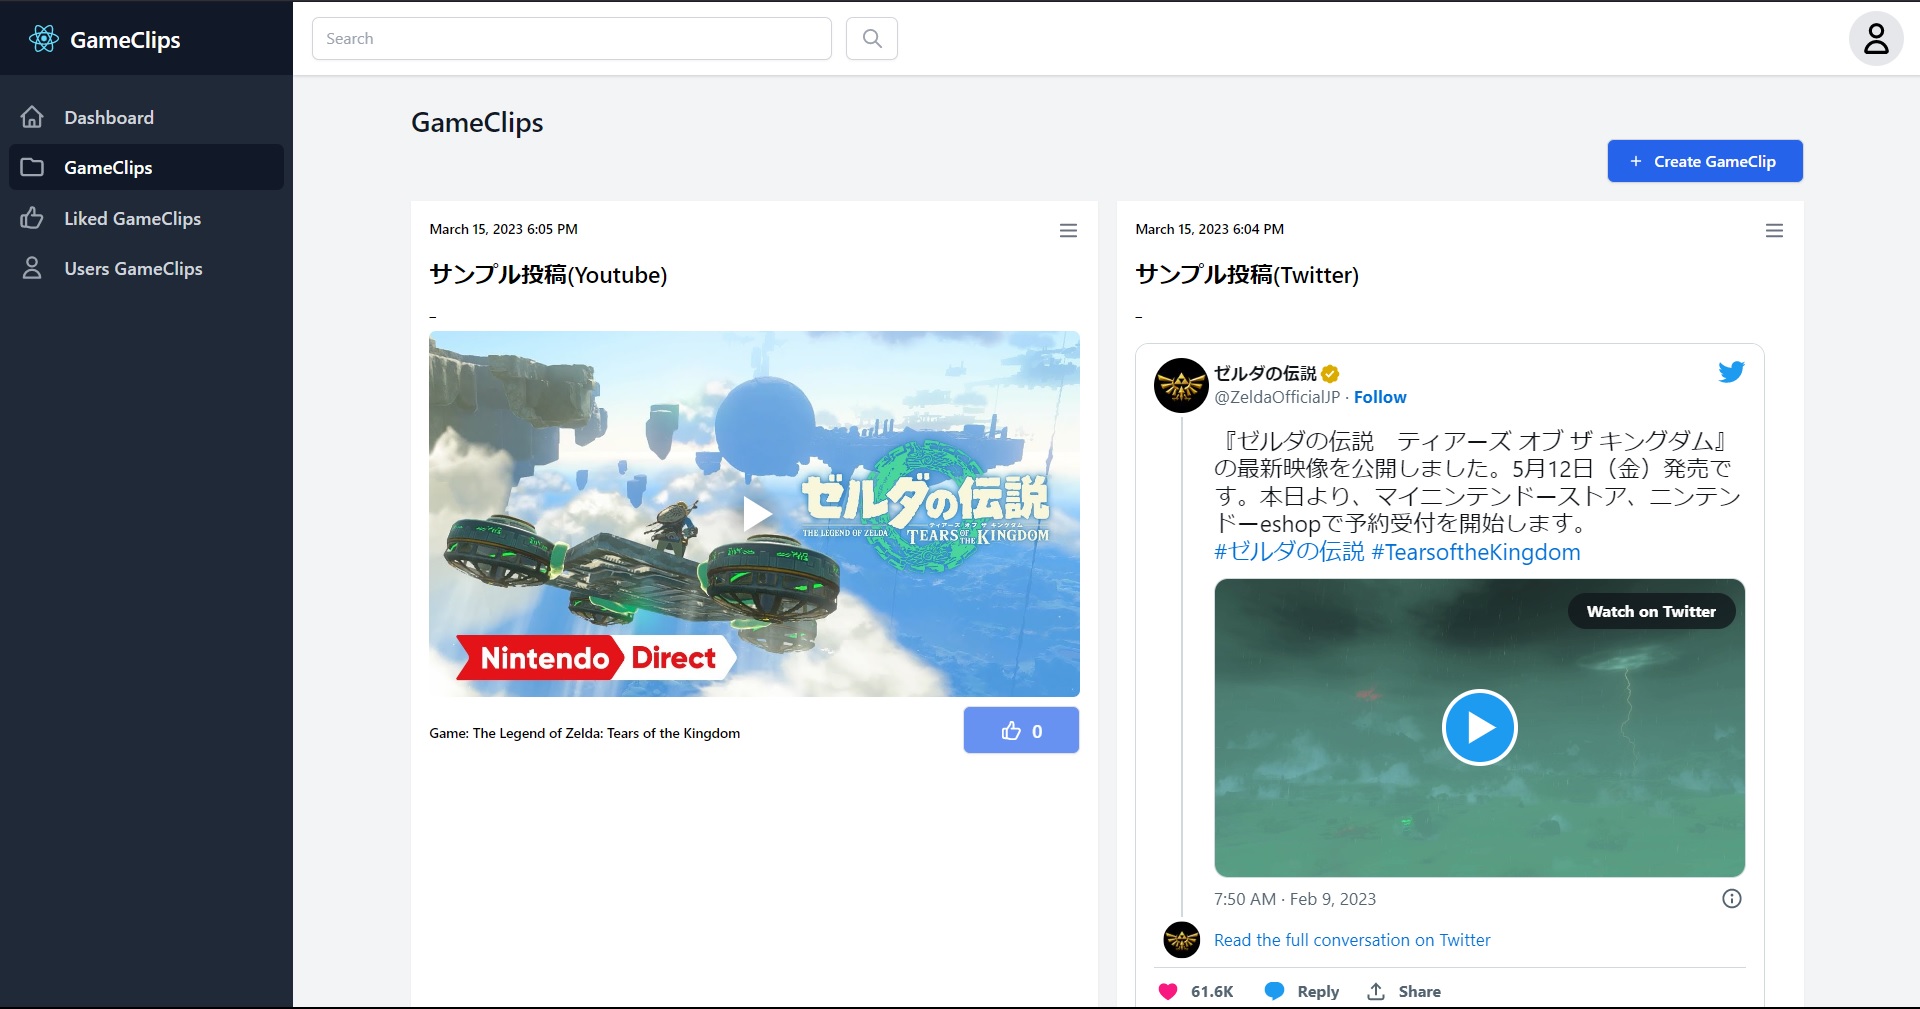 GameClips
Search
Dashboard
GameClips
Liked GameClips
Users GameClips
GameClips
+ Create GameClip
March 15, 2023 6:05 PM
サンプル投稿(Youtube)
-
ゼルダの伝説
ティアーズ オブ ザ キングダム
THE LEGEND OF ZELDA
TEARS OF THE KINGDOM
Nintendo Direct
Game: The Legend of Zelda: Tears of the Kingdom
0
March 15, 2023 6:04 PM
サンプル投稿(Twitter)
-
ゼルダの伝説
@ZeldaOfficialJP · Follow
『ゼルダの伝説　ティアーズ オブ ザ キングダム』
の最新映像を公開しました。5月12日（金）発売で
す。本日より、マイニンテンドーストア、ニンテン
ドーeshopで予約受付を開始します。
#ゼルダの伝説 #TearsoftheKingdom
Watch on Twitter
7:50 AM · Feb 9, 2023
Read the full conversation on Twitter
61.6K Reply Share